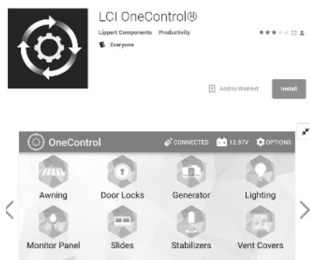 LCI OneControl®
Lippert Components Productivity
Everyone
Add to Wishlist
Install
OneControl CONNECTED 12.97V OPTIONS
Awning Door Locks Generator Lighting
Monitor Panel Slides Stabilizers Vent Covers